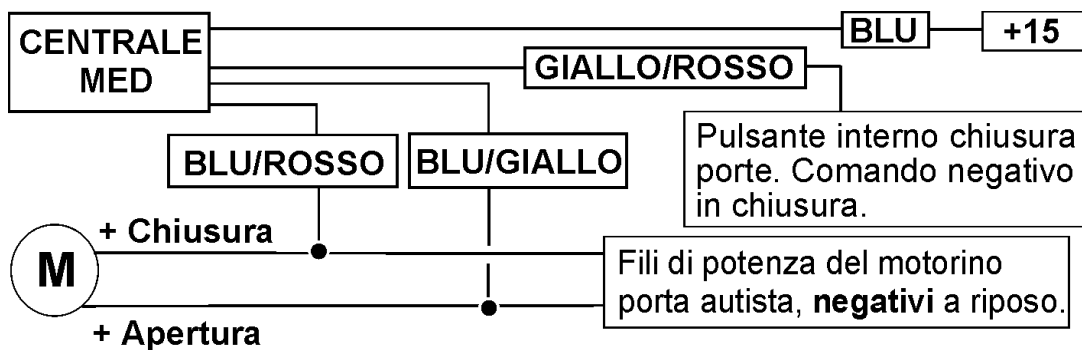 CENTRALE
MED
BLU
+15
GIALLO/ROSSO
Pulsante interno chiusura
porte. Comando negativo
in chiusura.
BLU/ROSSO
BLU/GIALLO
+ Chiusura
M
Fili di potenza del motorino
porta autista, negativi a riposo.
+ Apertura